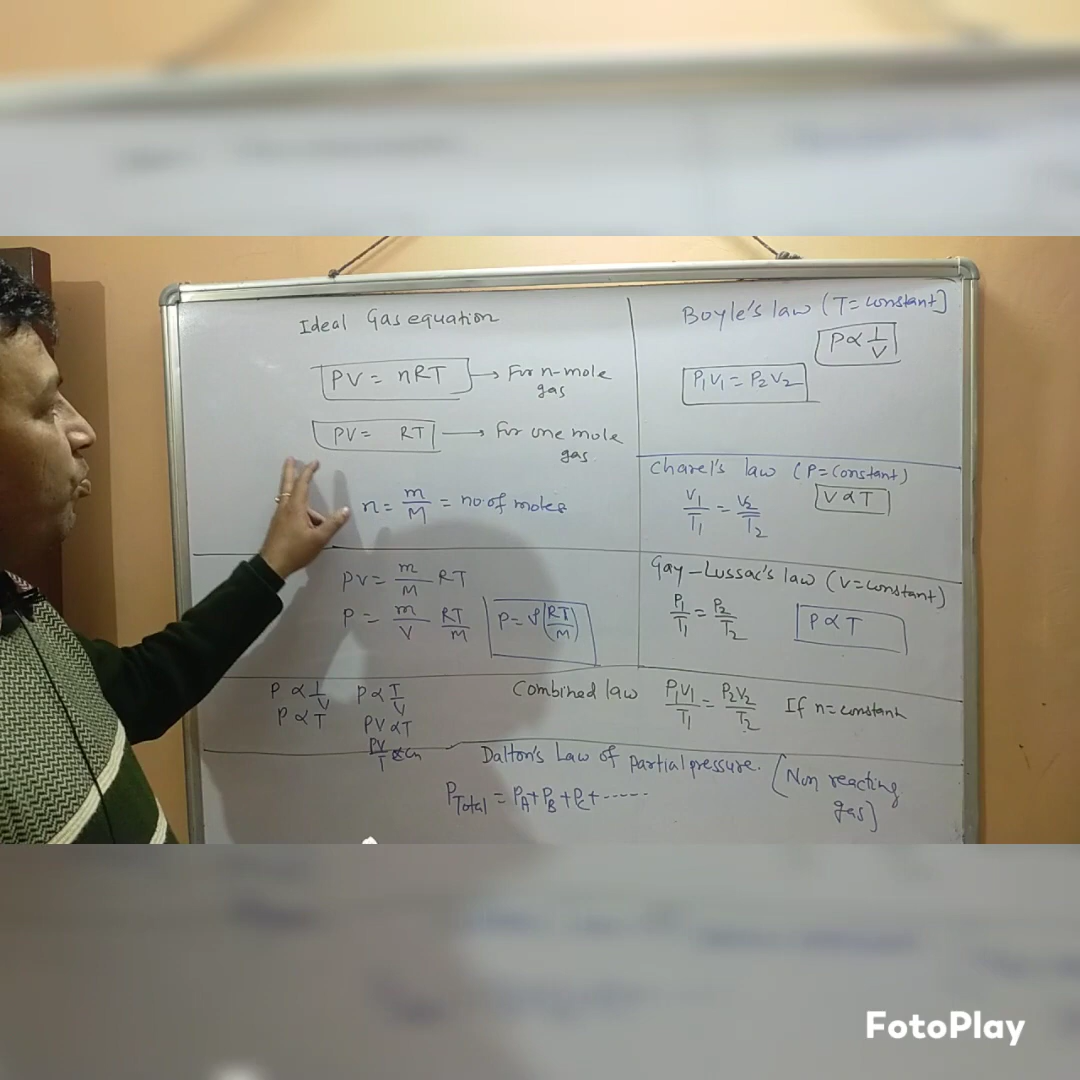 Ideal Gas equation
PV = nRT → For n-mole
gas
PV = RT → For one mole
gas
n = m/M = no. of moles
Boyle's law (T = constant]
P ∝ 1/V
P₁V₁ = P₂V₂
Charel's law (P = Constant)
V₁/T₁ = V₂/T₂ V ∝ T
PV = m/M RT
P = m/V RT/M P = ρ(RT/M)
Gay-Lussac's law (V = constant)
P₁/T₁ = P₂/T₂ P ∝ T
P ∝ 1/V P ∝ T/V
P ∝ T PV ∝ T
PV/T
Combined law P₁V₁/T₁ = P₂V₂/T₂ If n = constant
Dalton's Law of partial pressure. (Non reacting
gas)
P Total = PA + PB + PC + ------
FotoPlay